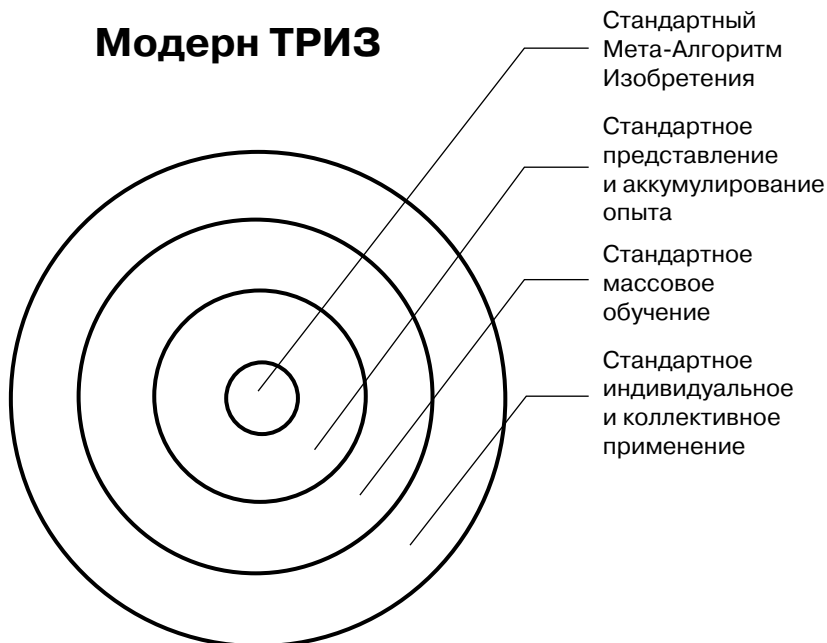 Модерн ТРИЗ
Стандартный
Мета-Алгоритм
Изобретения
Стандартное
представление
и аккумулирование
опыта
Стандартное
массовое
обучение
Стандартное
индивидуальное
и коллективное
применение